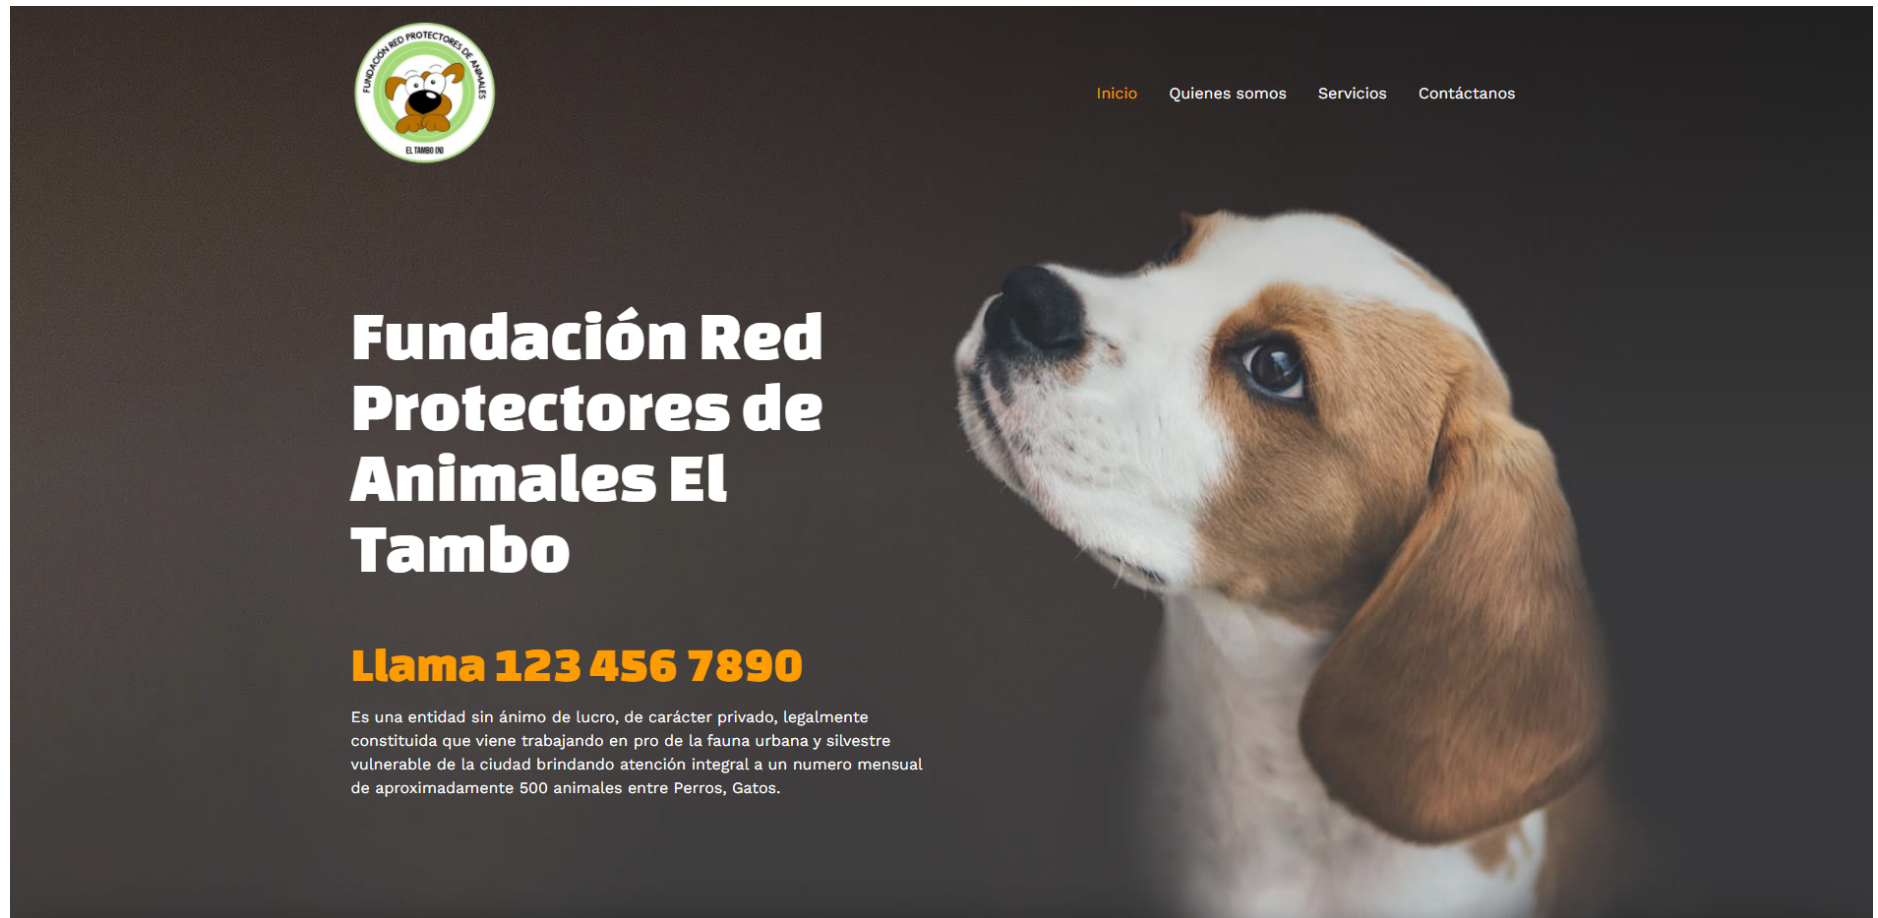 FUNDACIÓN RED PROTECTORES DE ANIMALES
EL TAMBO (N)
Inicio Quienes somos Servicios Contáctanos
Fundación Red
Protectores de
Animales El
Tambo
Llama 123 456 7890
Es una entidad sin ánimo de lucro, de carácter privado, legalmente
constituida que viene trabajando en pro de la fauna urbana y silvestre
vulnerable de la ciudad brindando atención integral a un numero mensual
de aproximadamente 500 animales entre Perros, Gatos.